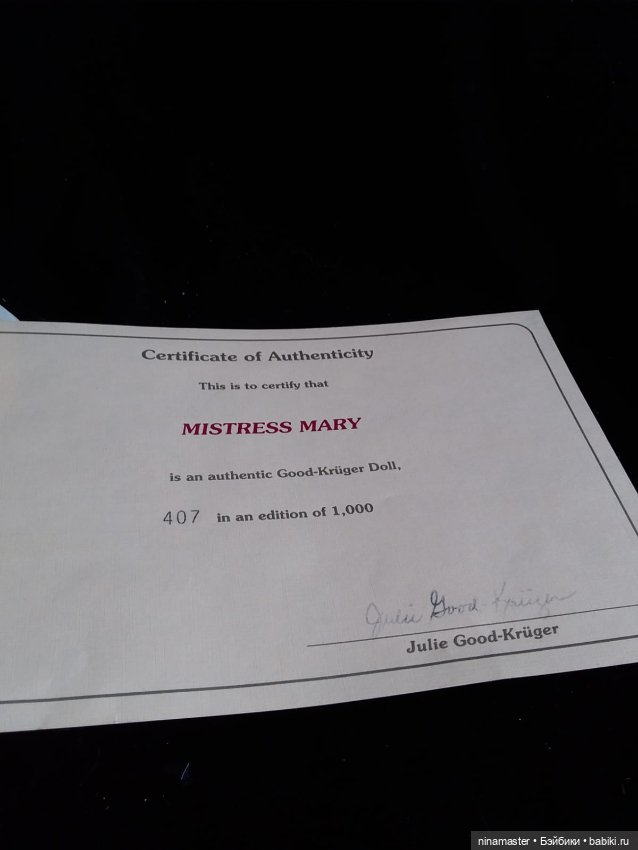 Certificate of Authenticity
This is to certify that
MISTRESS MARY
is an authentic Good-Krüger Doll,
407 in an edition of 1,000
Julie Good-Krüger
Julie Good-Krüger
ninamaster • Бэйбики • babiki.ru